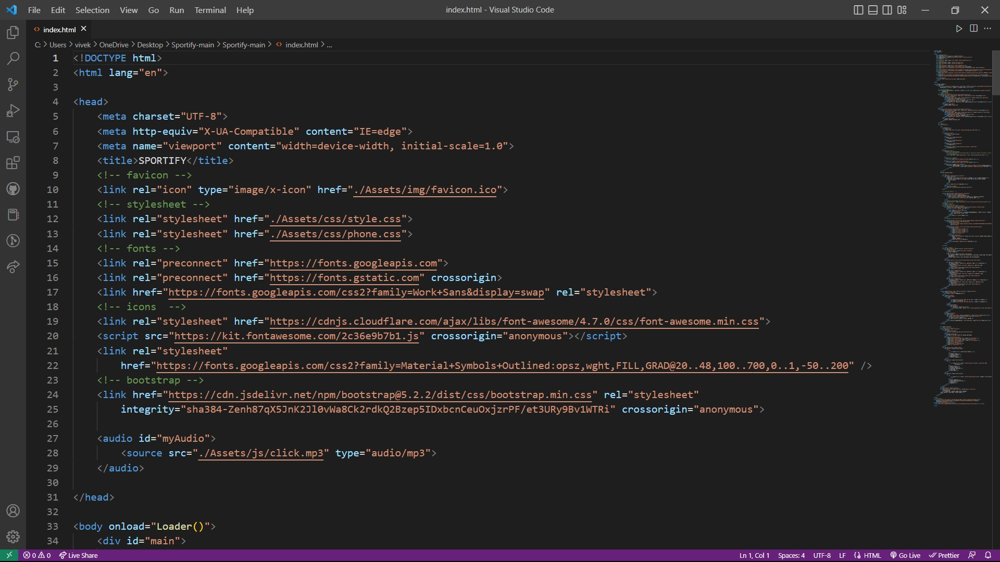 File Edit Selection View Go Run Terminal Help
index.html - Visual Studio Code
index.html
C: > Users > vivek > OneDrive > Desktop > Sportify-main > Sportify-main > index.html > ...
1 <!DOCTYPE html>
2 <html lang="en">
3
4 <head>
5 <meta charset="UTF-8">
6 <meta http-equiv="X-UA-Compatible" content="IE=edge">
7 <meta name="viewport" content="width=device-width, initial-scale=1.0">
8 <title>SPORTIFY</title>
9 <!-- favicon -->
10 <link rel="icon" type="image/x-icon" href="./Assets/img/favicon.ico">
11 <!-- stylesheet -->
12 <link rel="stylesheet" href="./Assets/css/style.css">
13 <link rel="stylesheet" href="./Assets/css/phone.css">
14 <!-- fonts -->
15 <link rel="preconnect" href="https://fonts.googleapis.com">
16 <link rel="preconnect" href="https://fonts.gstatic.com" crossorigin>
17 <link href="https://fonts.googleapis.com/css2?family=Work+Sans&display=swap" rel="stylesheet">
18 <!-- icons  -->
19 <link rel="stylesheet" href="https://cdnjs.cloudflare.com/ajax/libs/font-awesome/4.7.0/css/font-awesome.min.css">
20 <script src="https://kit.fontawesome.com/2c36e9b7b1.js" crossorigin="anonymous"></script>
21 <link rel="stylesheet"
22 href="https://fonts.googleapis.com/css2?family=Material+Symbols+Outlined:opsz,wght,FILL,GRAD@20..48,100..700,0..1,-50..200" />
23 <!-- bootstrap -->
24 <link href="https://cdn.jsdelivr.net/npm/bootstrap@5.2.2/dist/css/bootstrap.min.css" rel="stylesheet"
25 integrity="sha384-Zenh87qX5JnK2Jl0vWa8Ck2rdkQ2Bzep5IDxbcnCeuOxjzrPF/et3URy9Bv1WTRi" crossorigin="anonymous">
26
27 <audio id="myAudio">
28 <source src="./Assets/js/click.mp3" type="audio/mp3">
29 </audio>
30
31 </head>
32
33 <body onload="Loader()">
34 <div id="main">
0 0 Live Share Ln 1, Col 1 Spaces: 4 UTF-8 LF HTML Go Live Prettier